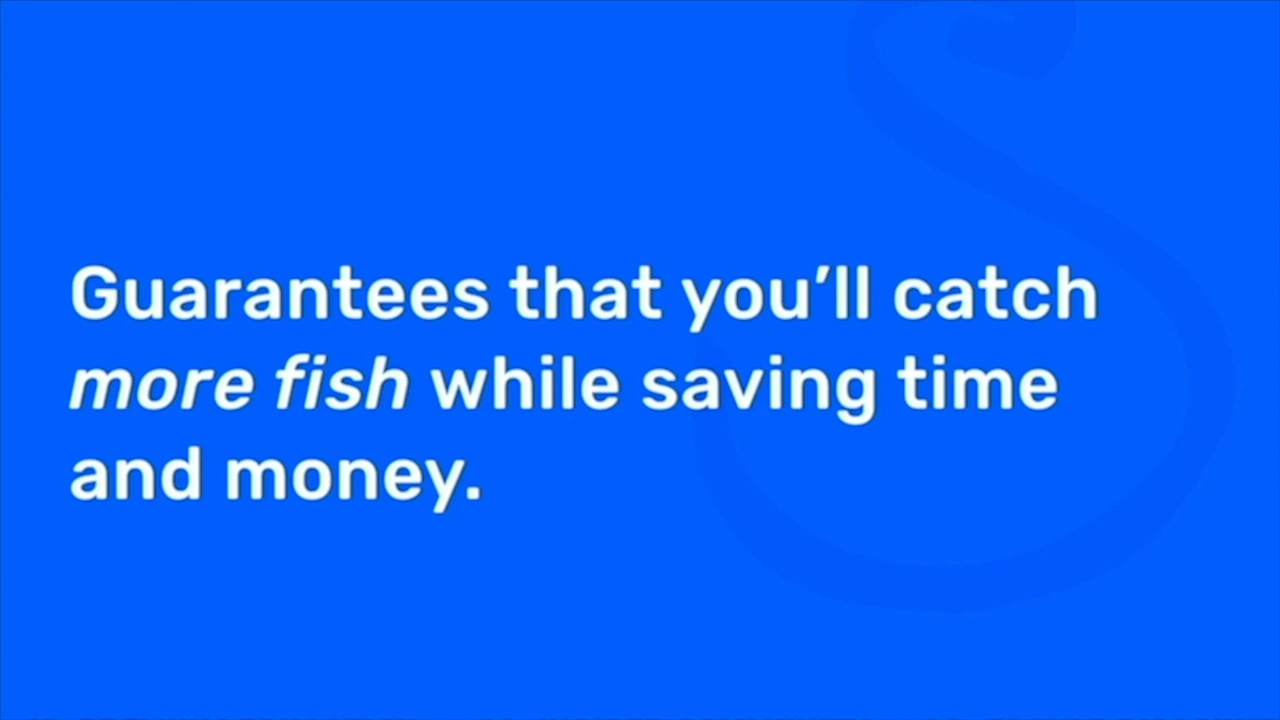 Guarantees that you’ll catch
more fish while saving time
and money.